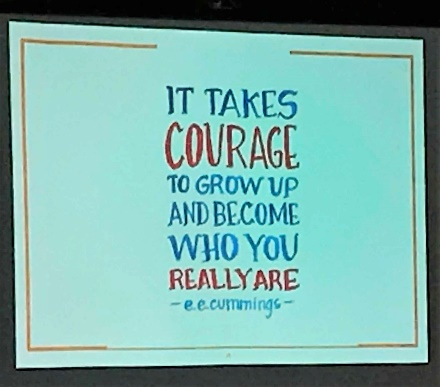 IT TAKES
COURAGE
TO GROW UP
AND BECOME
WHO YOU
REALLY ARE
- e.e.cummings -